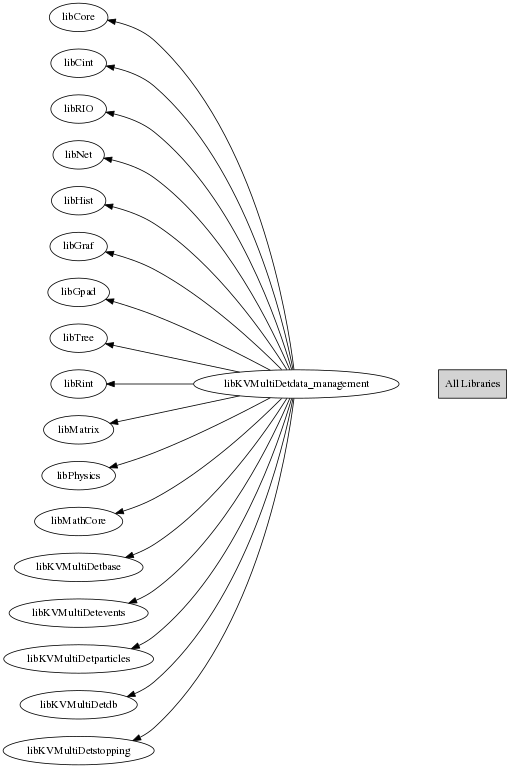 libCore
libCint
libRIO
libNet
libHist
libGraf
libGpad
libTree
libRint
libKVMultiDetdata_management
All Libraries
libMatrix
libPhysics
libMathCore
libKVMultiDetbase
libKVMultiDetevents
libKVMultiDetparticles
libKVMultiDetdb
libKVMultiDetstopping